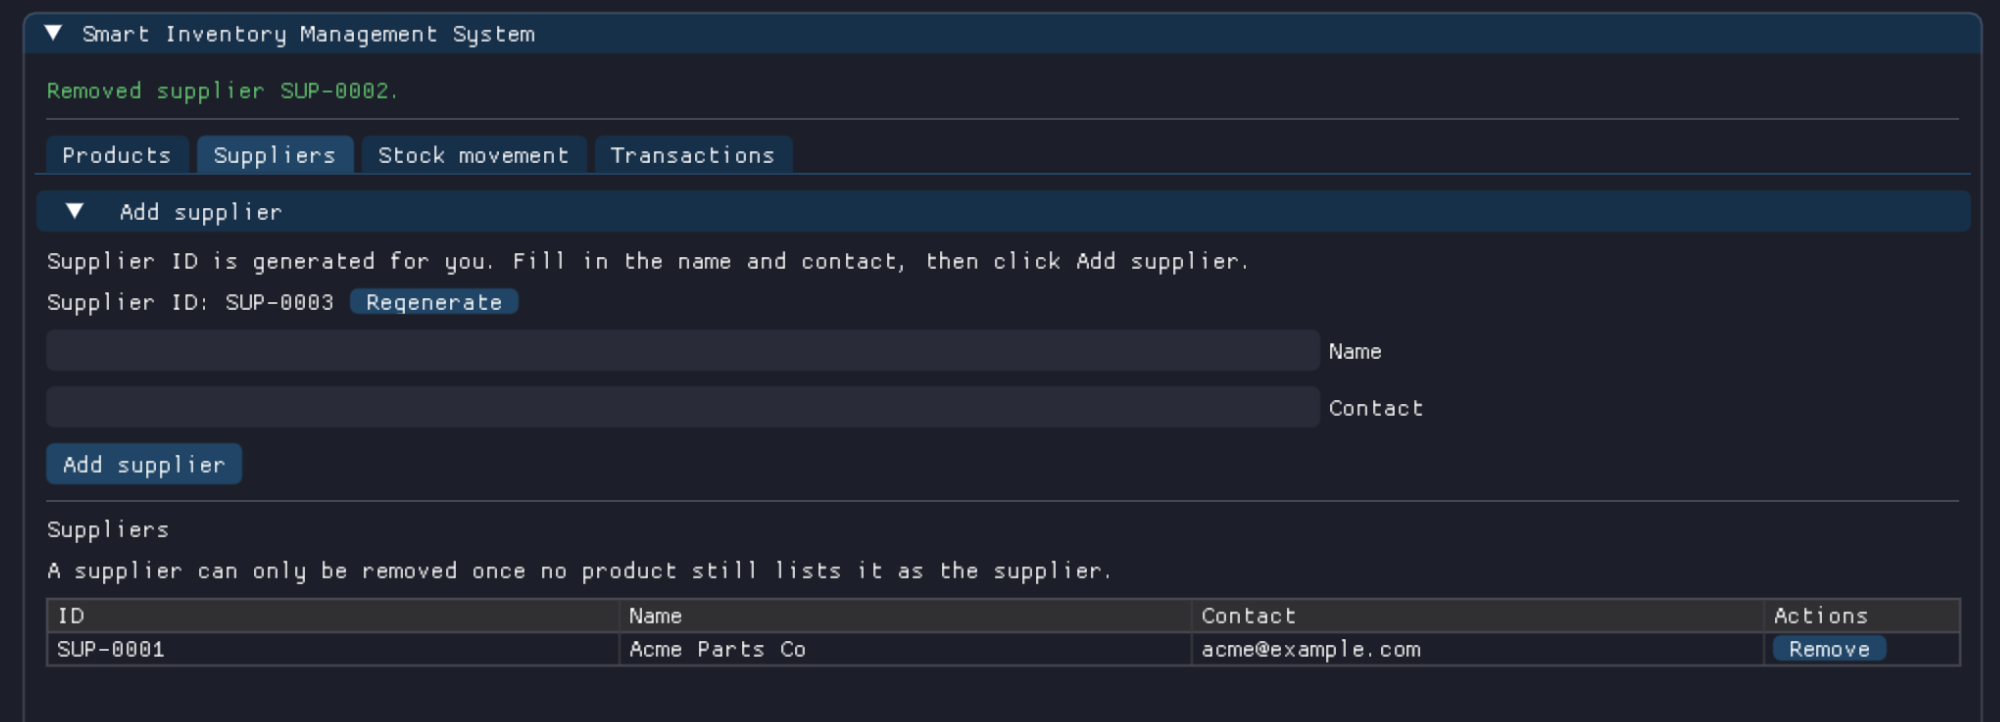 Smart Inventory Management System
Removed supplier SUP-0002.
Products Suppliers Stock movement Transactions
Add supplier
Supplier ID is generated for you. Fill in the name and contact, then click Add supplier.
Supplier ID: SUP-0003 Regenerate
Name
Contact
Add supplier
Suppliers
A supplier can only be removed once no product still lists it as the supplier.
ID Name Contact Actions
SUP-0001 Acme Parts Co acme@example.com Remove